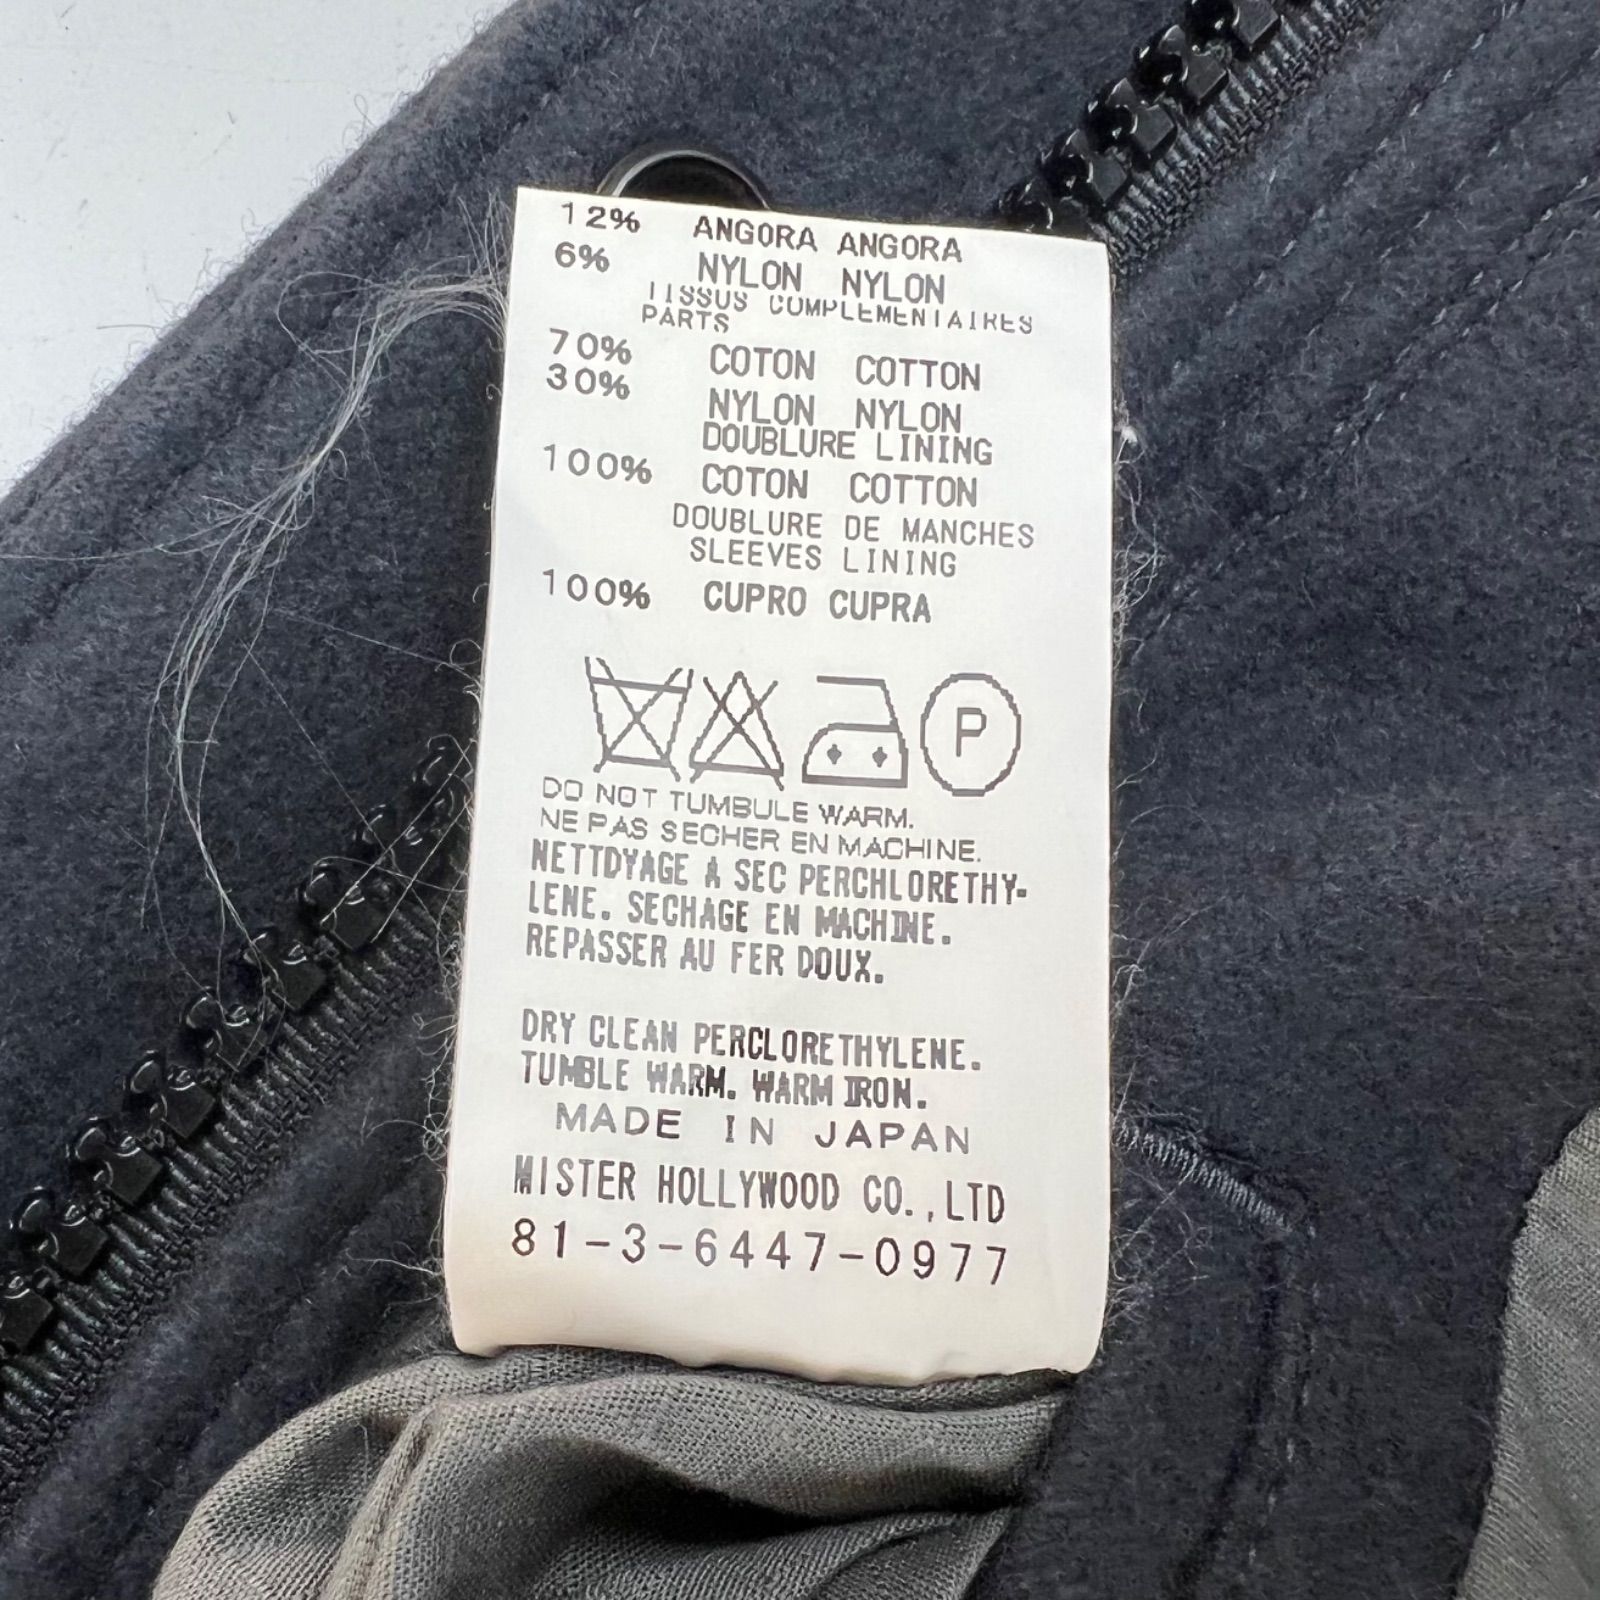 12% ANGORA ANGORA
6% NYLON NYLON
TISSUS COMPLEMENTAIRES
PARTS
70% COTON COTTON
30% NYLON NYLON
DOUBLURE LINING
100% COTON COTTON
DOUBLURE DE MANCHES
SLEEVES LINING
100% CUPRO CUPRA
P
DO NOT TUMBULE WARM.
NE PAS SECHER EN MACHINE.
NETTOYAGE A SEC PERCHLORETHY-
LENE. SECHAGE EN MACHINE.
REPASSER AU FER DOUX.
DRY CLEAN PERCLORETHYLENE.
TUMBLE WARM. WARM IRON.
MADE IN JAPAN
MISTER HOLLYWOOD CO.,LTD
81-3-6447-0977